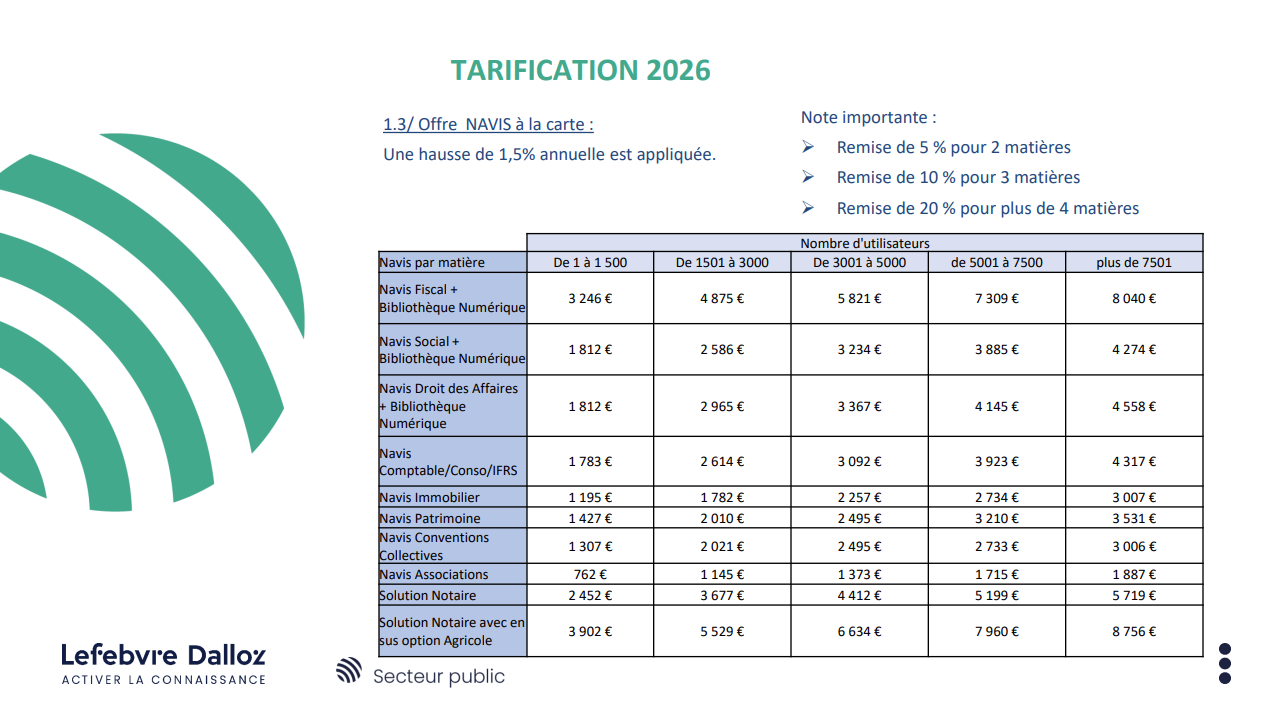 TARIFICATION 2026
1.3/ Offre NAVIS à la carte :
Une hausse de 1,5% annuelle est appliquée.
Note importante :
Remise de 5 % pour 2 matières
Remise de 10 % pour 3 matières
Remise de 20 % pour plus de 4 matières
Nombre d'utilisateurs
Navis par matière De 1 à 1 500 De 1501 à 3000 De 3001 à 5000 de 5001 à 7500 plus de 7501
Navis Fiscal +
Bibliothèque Numérique 3 246 € 4 875 € 5 821 € 7 309 € 8 040 €
Navis Social +
Bibliothèque Numérique 1 812 € 2 586 € 3 234 € 3 885 € 4 274 €
Navis Droit des Affaires
+ Bibliothèque
Numérique 1 812 € 2 965 € 3 367 € 4 145 € 4 558 €
Navis
Comptable/Conso/IFRS 1 783 € 2 614 € 3 092 € 3 923 € 4 317 €
Navis Immobilier 1 195 € 1 782 € 2 257 € 2 734 € 3 007 €
Navis Patrimoine 1 427 € 2 010 € 2 495 € 3 210 € 3 531 €
Navis Conventions
Collectives 1 307 € 2 021 € 2 495 € 2 733 € 3 006 €
Navis Associations 762 € 1 145 € 1 373 € 1 715 € 1 887 €
Solution Notaire 2 452 € 3 677 € 4 412 € 5 199 € 5 719 €
Solution Notaire avec en
sus option Agricole 3 902 € 5 529 € 6 634 € 7 960 € 8 756 €
Lefebvre Dalloz
ACTIVER LA CONNAISSANCE
Secteur public